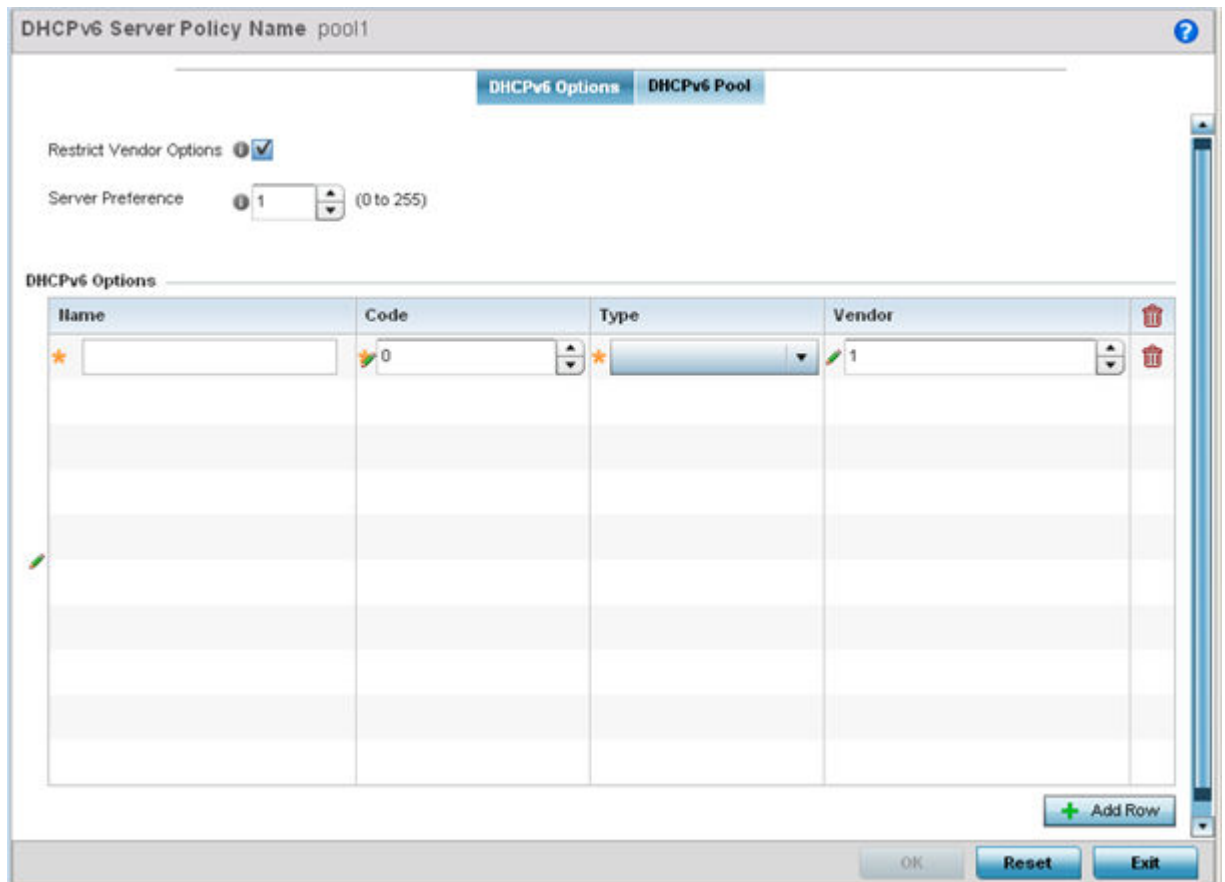 DHCPv6 Server Policy Name pool1 ?
DHCPv6 Options DHCPv6 Pool
Restrict Vendor Options
Server Preference 1 (0 to 255)
DHCPv6 Options
Name Code Type Vendor
0 1
Add Row
OK Reset Exit